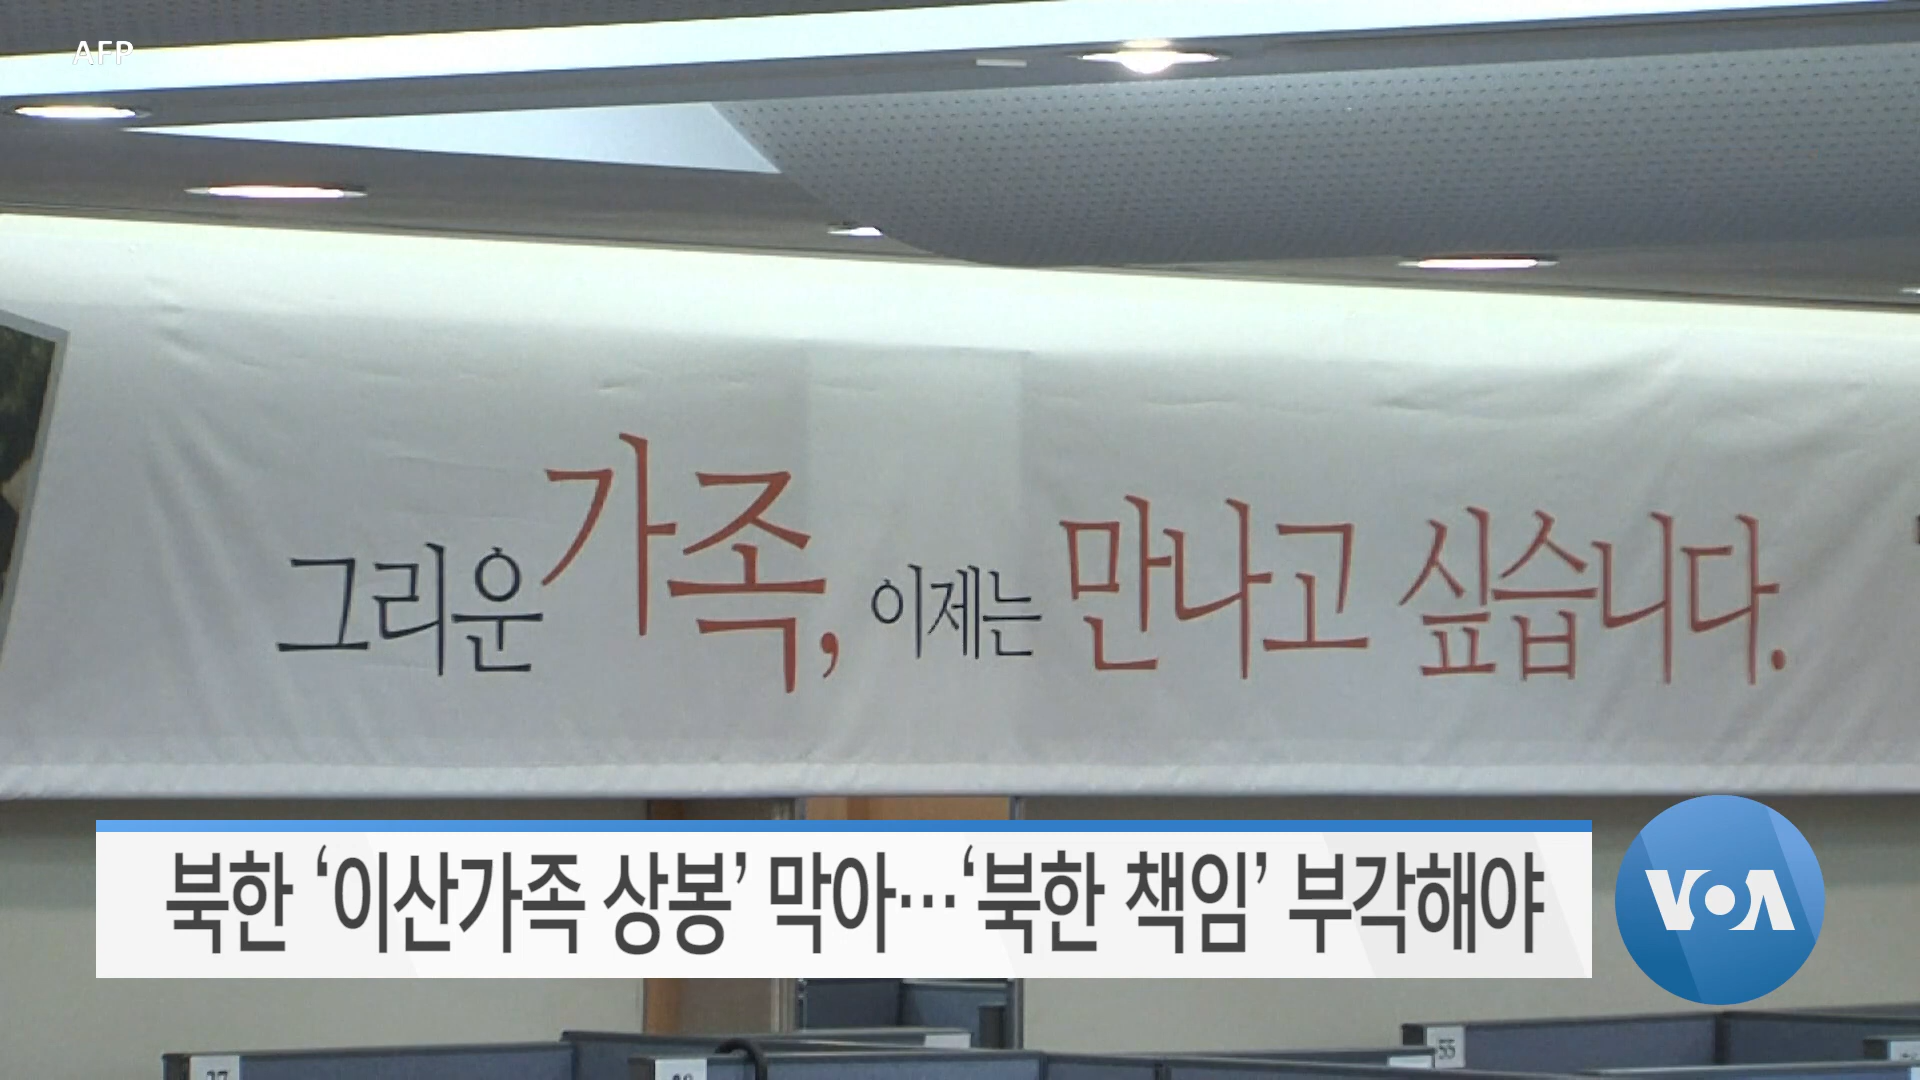 AFP
그리운 가족, 이제는 만나고 싶습니다.
북한 ‘이산가족 상봉’ 막아…‘북한 책임’ 부각해야
VOA
55